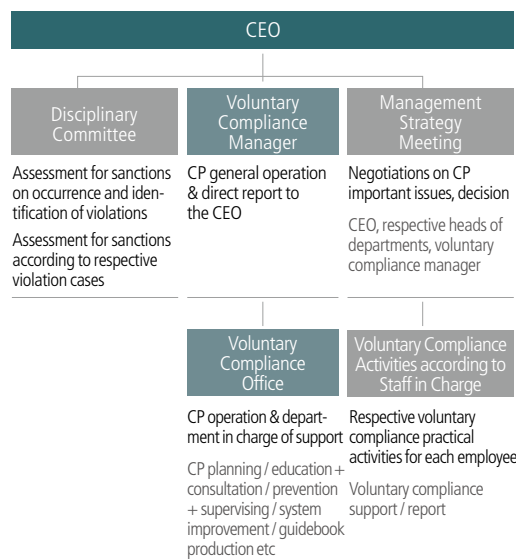 CEO
Disciplinary
Committee
Assessment for sanctions
on occurrence and iden-
tification of violations
Assessment for sanctions
according to respective
violation cases
Voluntary
Compliance
Manager
CP general operation
& direct report to
the CEO
Management
Strategy
Meeting
Negotiations on CP
important issues, decision
CEO, respective heads of
departments, voluntary
compliance manager
Voluntary
Compliance
Office
CP operation & depart-
ment in charge of support
CP planning / education +
consultation / prevention
+ supervising / system
improvement / guidebook
production etc
Voluntary Compliance
Activities according to
Staff in Charge
Respective voluntary
compliance practical
activities for each employee
Voluntary compliance
support / report